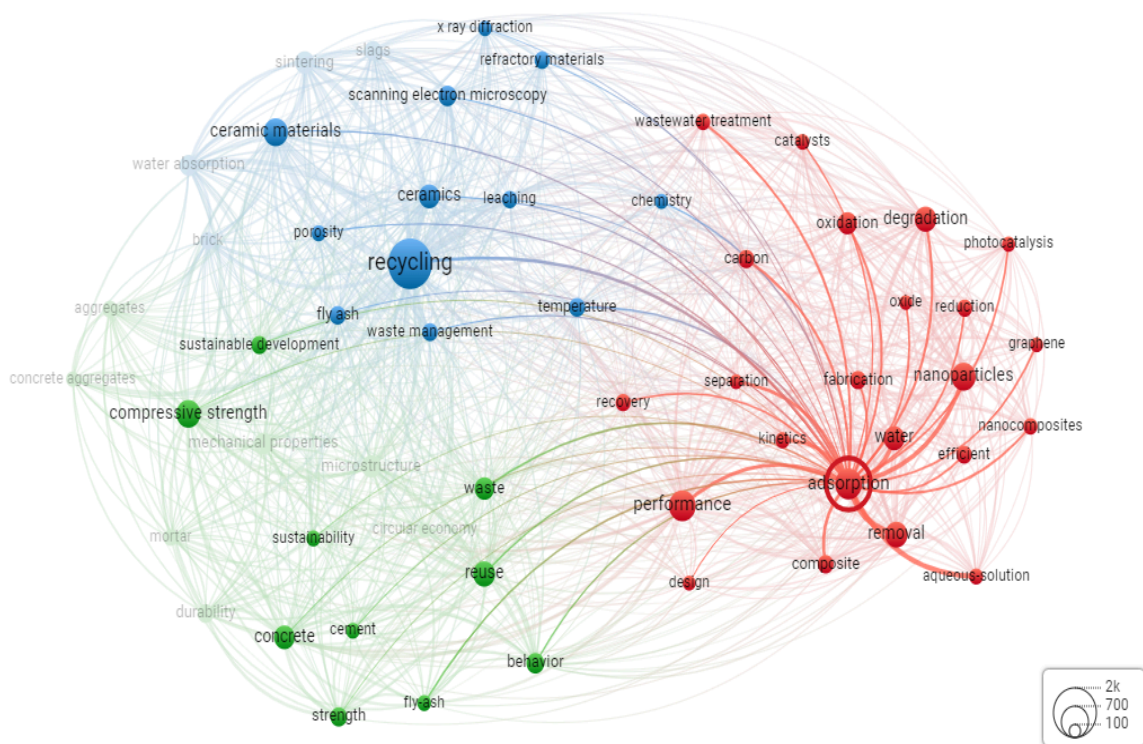 x ray diffraction
slags
sintering
refractory materials
scanning electron microscopy
wastewater treatment
ceramic materials
catalysts
water absorption
ceramics
leaching
chemistry
oxidation
degradation
porosity
brick
photocatalysis
recycling
carbon
aggregates
fly ash
temperature
oxide
reduction
waste management
sustainable development
graphene
concrete aggregates
separation
fabrication
nanoparticles
recovery
compressive strength
nanocomposites
mechanical properties
kinetics
water
efficient
microstructure
waste
adsorption
performance
circular economy
removal
mortar
sustainability
composite
reuse
design
aqueous-solution
durability
cement
concrete
behavior
fly-ash
strength
2k
700
100